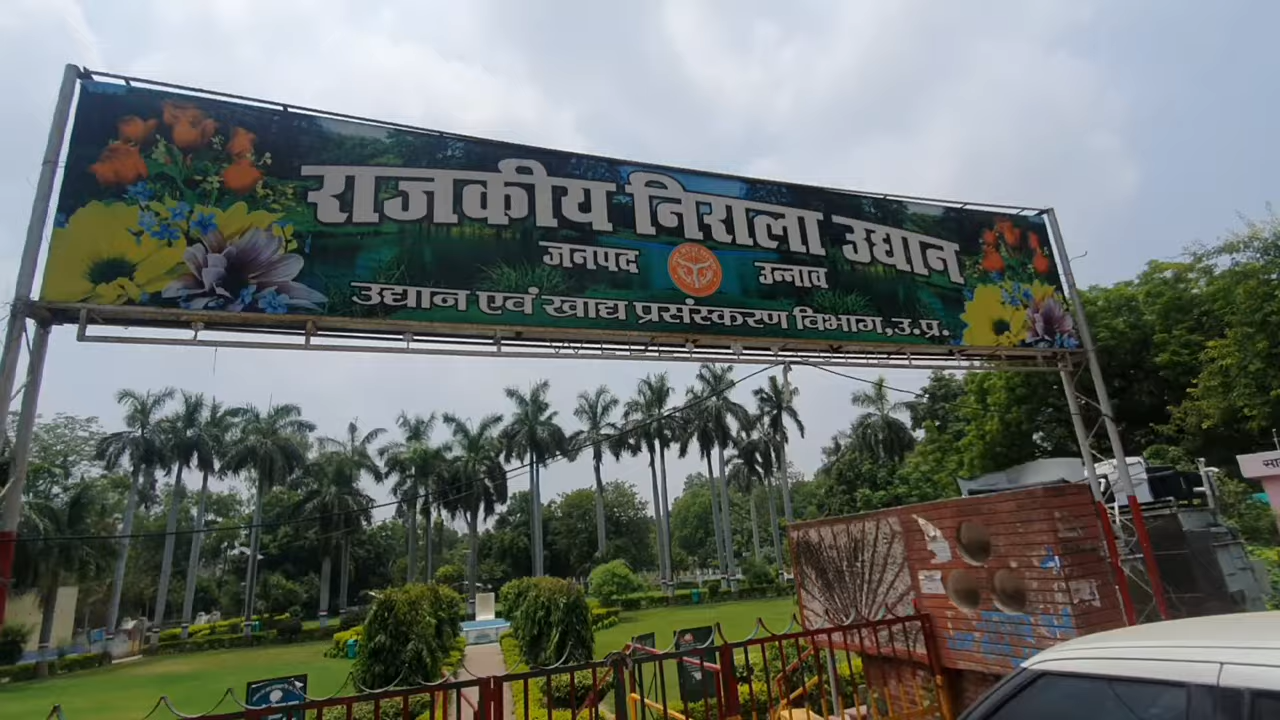 राजकीय निराला उद्यान
जनपद उन्नाव
उद्यान एवं खाद्य प्रसंस्करण विभाग,उ.प्र.